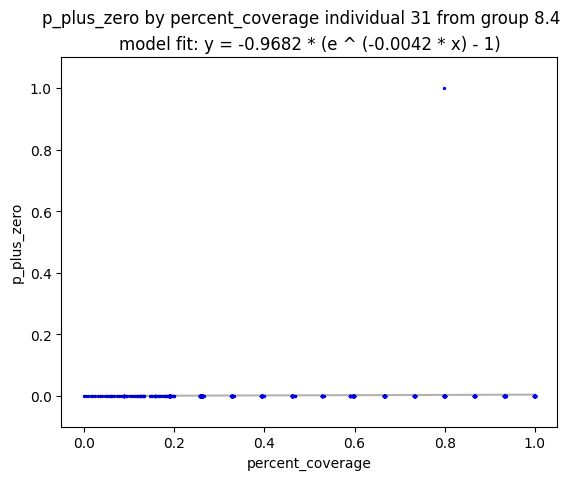 p_plus_zero by percent_coverage individual 31 from group 8.4
model fit: y = -0.9682 * (e ^ (-0.0042 * x) - 1)
1.0
0.8
0.6
0.4
0.2
0.0
p_plus_zero
0.0 0.2 0.4 0.6 0.8 1.0
percent_coverage